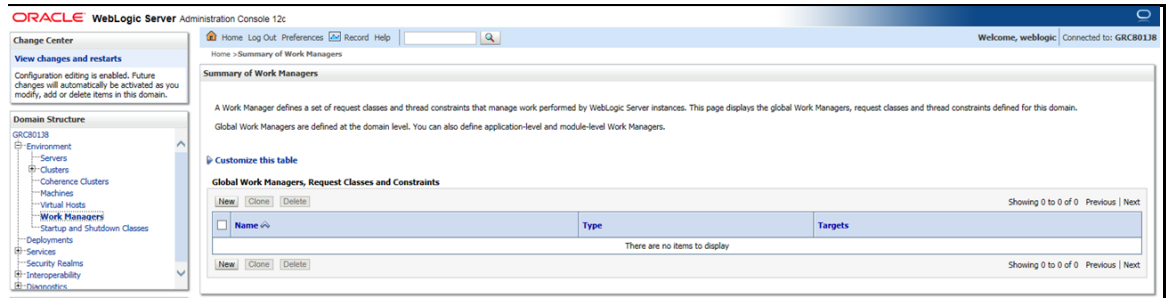 ORACLE WebLogic Server Administration Console 12c
Change Center
View changes and restarts
Configuration editing is enabled. Future
changes will automatically be activated as you
modify, add or delete items in this domain.
Domain Structure
GRC801J8
Environment
Servers
Clusters
Coherence Clusters
Machines
Virtual Hosts
Work Managers
Startup and Shutdown Classes
Deployments
Services
Security Realms
Interoperability
Diagnostics
Home Log Out Preferences Record Help
Welcome, weblogic Connected to: GRC801J8
Home >Summary of Work Managers
Summary of Work Managers
A Work Manager defines a set of request classes and thread constraints that manage work performed by WebLogic Server instances. This page displays the global Work Managers, request classes and thread constraints defined for this domain.
Global Work Managers are defined at the domain level. You can also define application-level and module-level Work Managers.
Customize this table
Global Work Managers, Request Classes and Constraints
New Clone Delete
Showing 0 to 0 of 0 Previous | Next
Name Type Targets
There are no items to display
New Clone Delete
Showing 0 to 0 of 0 Previous | Next